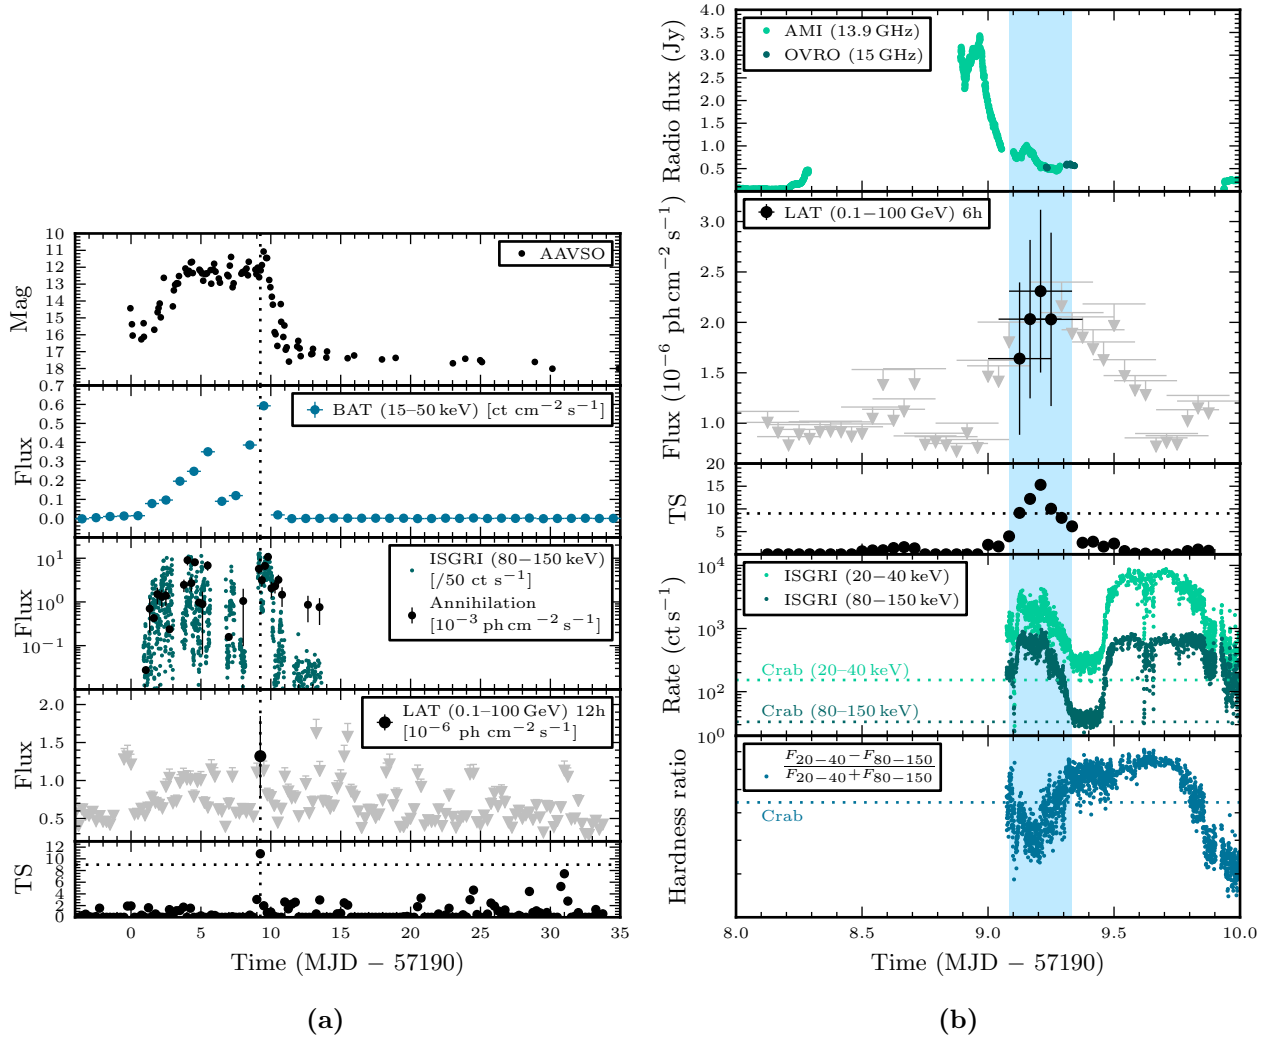 10
11
12
13
14
15
16
17
18
Mag
AAVSO
0.7
0.6
0.5
0.4
0.3
0.2
0.1
0.0
Flux
BAT (15–50 keV) [ct cm⁻² s⁻¹]
10¹
10⁰
10⁻¹
Flux
ISGRI (80−150 keV)
[/50 ct s⁻¹]
Annihilation
[10⁻³ ph cm⁻² s⁻¹]
2.0
1.5
1.0
0.5
Flux
LAT (0.1−100 GeV) 12h
[10⁻⁶ ph cm⁻² s⁻¹]
12
10
8
6
4
2
0
TS
0 5 10 15 20 25 30 35
Time (MJD − 57190)
(a)
4.0
3.5
3.0
2.5
2.0
1.5
1.0
0.5
Radio flux (Jy)
AMI (13.9 GHz)
OVRO (15 GHz)
3.0
2.5
2.0
1.5
1.0
Flux (10⁻⁶ ph cm⁻² s⁻¹)
LAT (0.1−100 GeV) 6h
20
15
10
5
TS
10⁴
10³
10²
Rate (ct s⁻¹)
ISGRI (20−40 keV)
ISGRI (80−150 keV)
Crab (20–40 keV)
Crab (80–150 keV)
10⁰
Hardness ratio
F₂₀₋₄₀−F₈₀₋₁₅₀
F₂₀₋₄₀+F₈₀₋₁₅₀
Crab
8.0 8.5 9.0 9.5 10.0
Time (MJD − 57190)
(b)